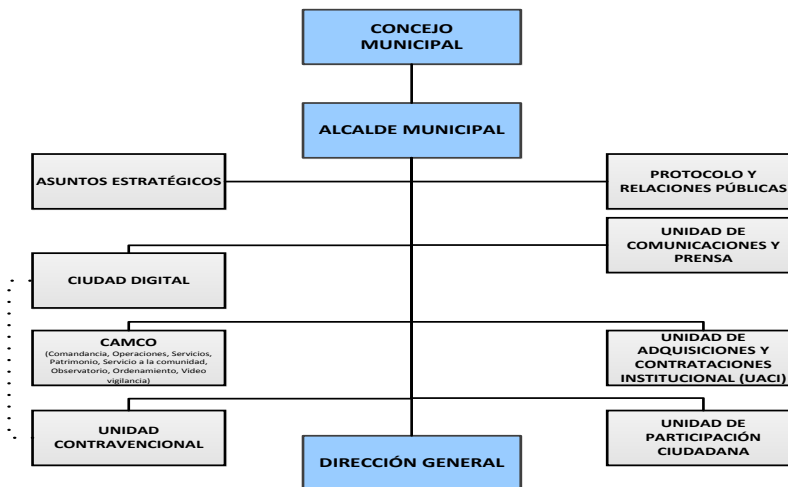 CONCEJO
MUNICIPAL
ALCALDE MUNICIPAL
ASUNTOS ESTRATÉGICOS
PROTOCOLO Y
RELACIONES PÚBLICAS
UNIDAD DE
COMUNICACIONES Y
PRENSA
CIUDAD DIGITAL
CAMCO
(Comandancia, Operaciones, Servicios,
Patrimonio, Servicio a la comunidad,
Observatorio, Ordenamiento, Video
vigilancia)
UNIDAD DE
ADQUISICIONES Y
CONTRATACIONES
INSTITUCIONAL (UACI)
UNIDAD
CONTRAVENCIONAL
UNIDAD DE
PARTICIPACIÓN
CIUDADANA
DIRECCIÓN GENERAL